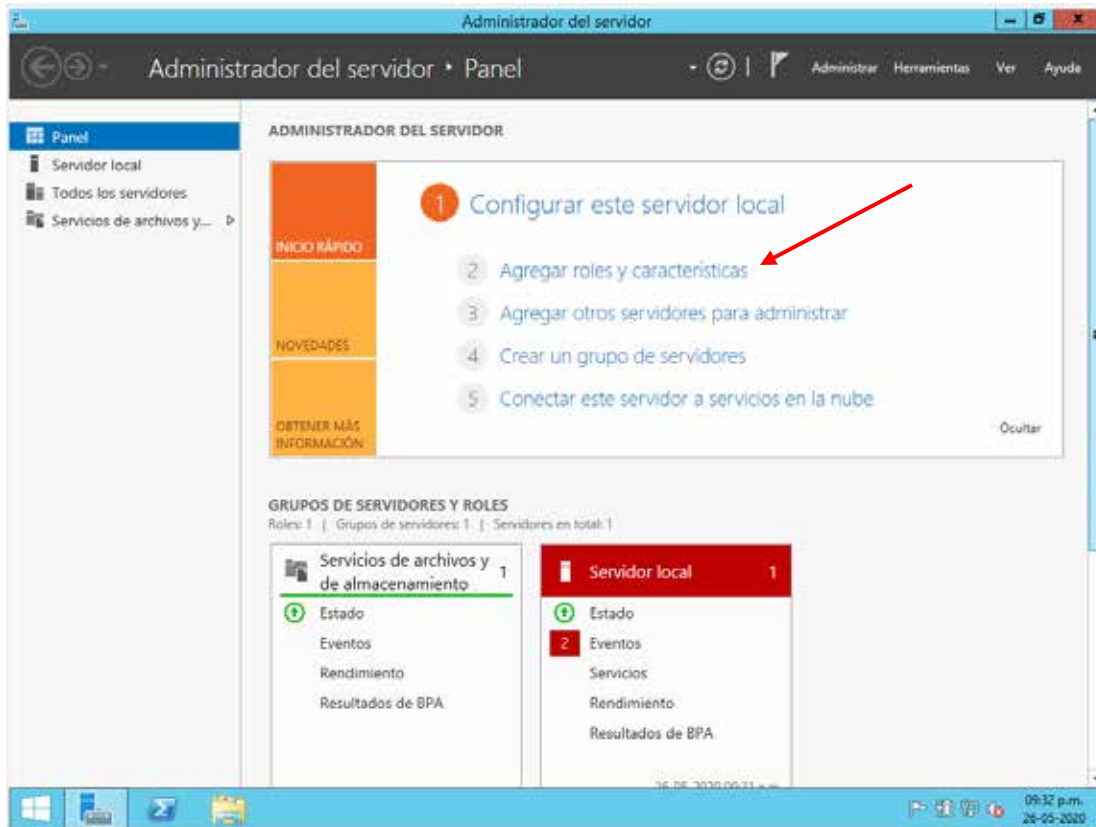 Administrador del servidor
Administrador del servidor • Panel
Administrar Herramientas Ver Ayuda
Panel
Servidor local
Todos los servidores
Servicios de archivos y...
ADMINISTRADOR DEL SERVIDOR
INICIO RÁPIDO
NOVEDADES
OBTENER MÁS
INFORMACIÓN
1 Configurar este servidor local
2 Agregar roles y características
3 Agregar otros servidores para administrar
4 Crear un grupo de servidores
5 Conectar este servidor a servicios en la nube
Ocultar
GRUPOS DE SERVIDORES Y ROLES
Roles: 1 | Grupos de servidores: 1 | Servidores en total: 1
Servicios de archivos y
de almacenamiento
1
Estado
Eventos
Rendimiento
Resultados de BPA
Servidor local 1
Estado
2 Eventos
Servicios
Rendimiento
Resultados de BPA
09:32 p.m.
26-05-2020